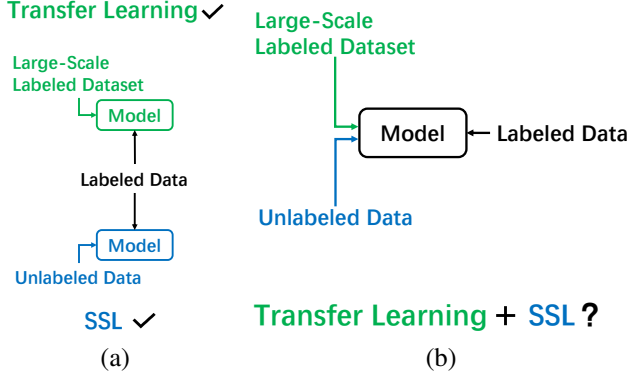 Transfer Learning ✓
Large-Scale
Labeled Dataset
Model
Labeled Data
Model
Unlabeled Data
SSL ✓
(a)
Large-Scale
Labeled Dataset
Model
Labeled Data
Unlabeled Data
Transfer Learning + SSL ?
(b)